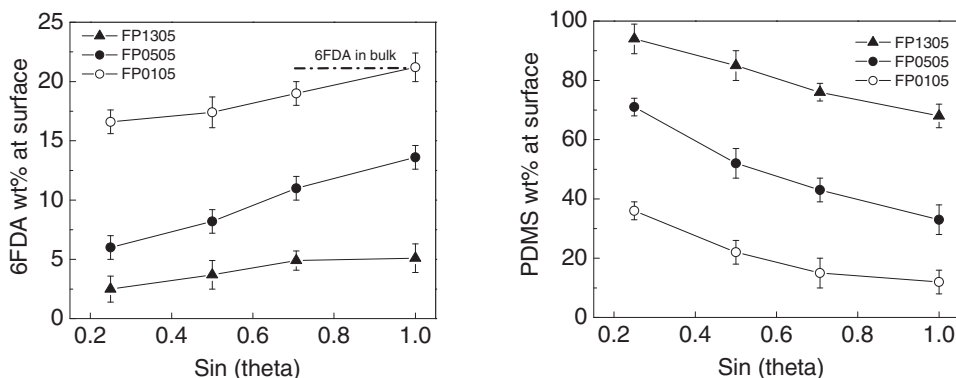 25
20
15
10
5
0
6FDA wt% at surface
FP1305
FP0505
FP0105
6FDA in bulk
0.2
0.4
0.6
0.8
1.0
Sin (theta)
100
80
60
40
20
0
PDMS wt% at surface
FP1305
FP0505
FP0105
0.2
0.4
0.6
0.8
1.0
Sin (theta)